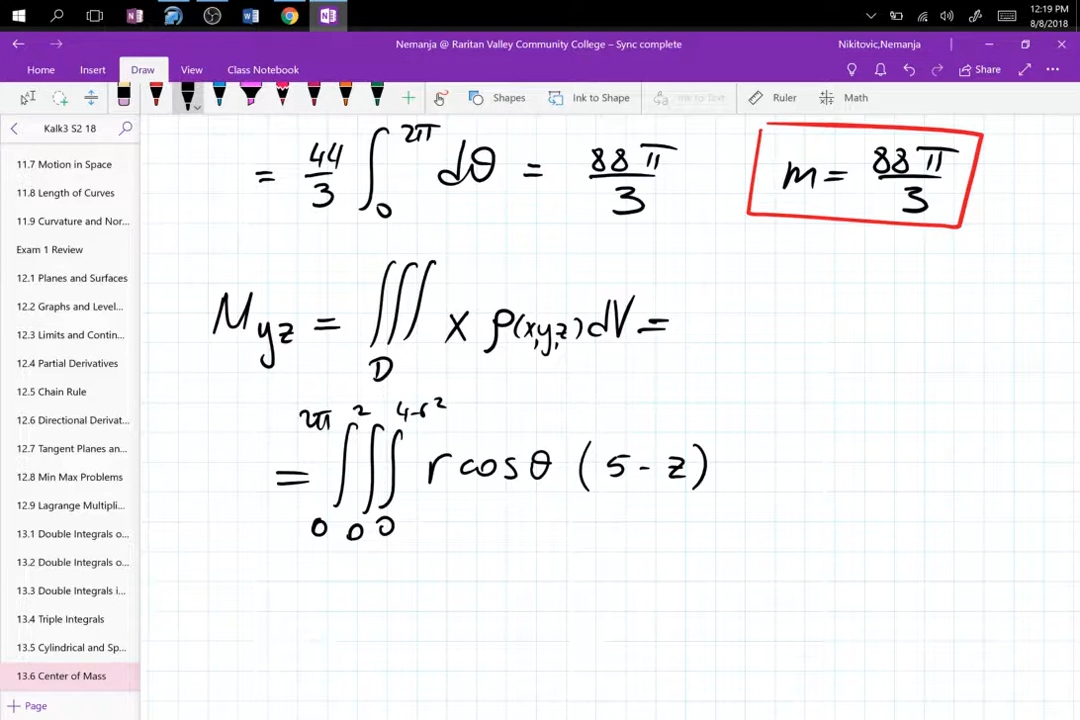 12:19 PM
8/8/2018
Nemanja @ Raritan Valley Community College – Sync complete
Nikitovic,Nemanja
Home Insert Draw View Class Notebook
Share
Shapes Ink to Shape Ink to Text Ruler Math
Kalk3 S2 18
11.7 Motion in Space
11.8 Length of Curves
11.9 Curvature and Nor...
Exam 1 Review
12.1 Planes and Surfaces
12.2 Graphs and Level...
12.3 Limits and Contin...
12.4 Partial Derivatives
12.5 Chain Rule
12.6 Directional Derivat...
12.7 Tangent Planes an...
12.8 Min Max Problems
12.9 Lagrange Multipli...
13.1 Double Integrals o...
13.2 Double Integrals o...
13.3 Double Integrals i...
13.4 Triple Integrals
13.5 Cylindrical and Sp...
13.6 Center of Mass
+ Page
= 44/3 ∫₀^2π dθ = 88π/3
m = 88π/3
M_yz = ∭_D x ρ(x,y,z) dV =
= ∫₀^2π ∫₀^2 ∫₀^4-r² r cos θ (5 - z)